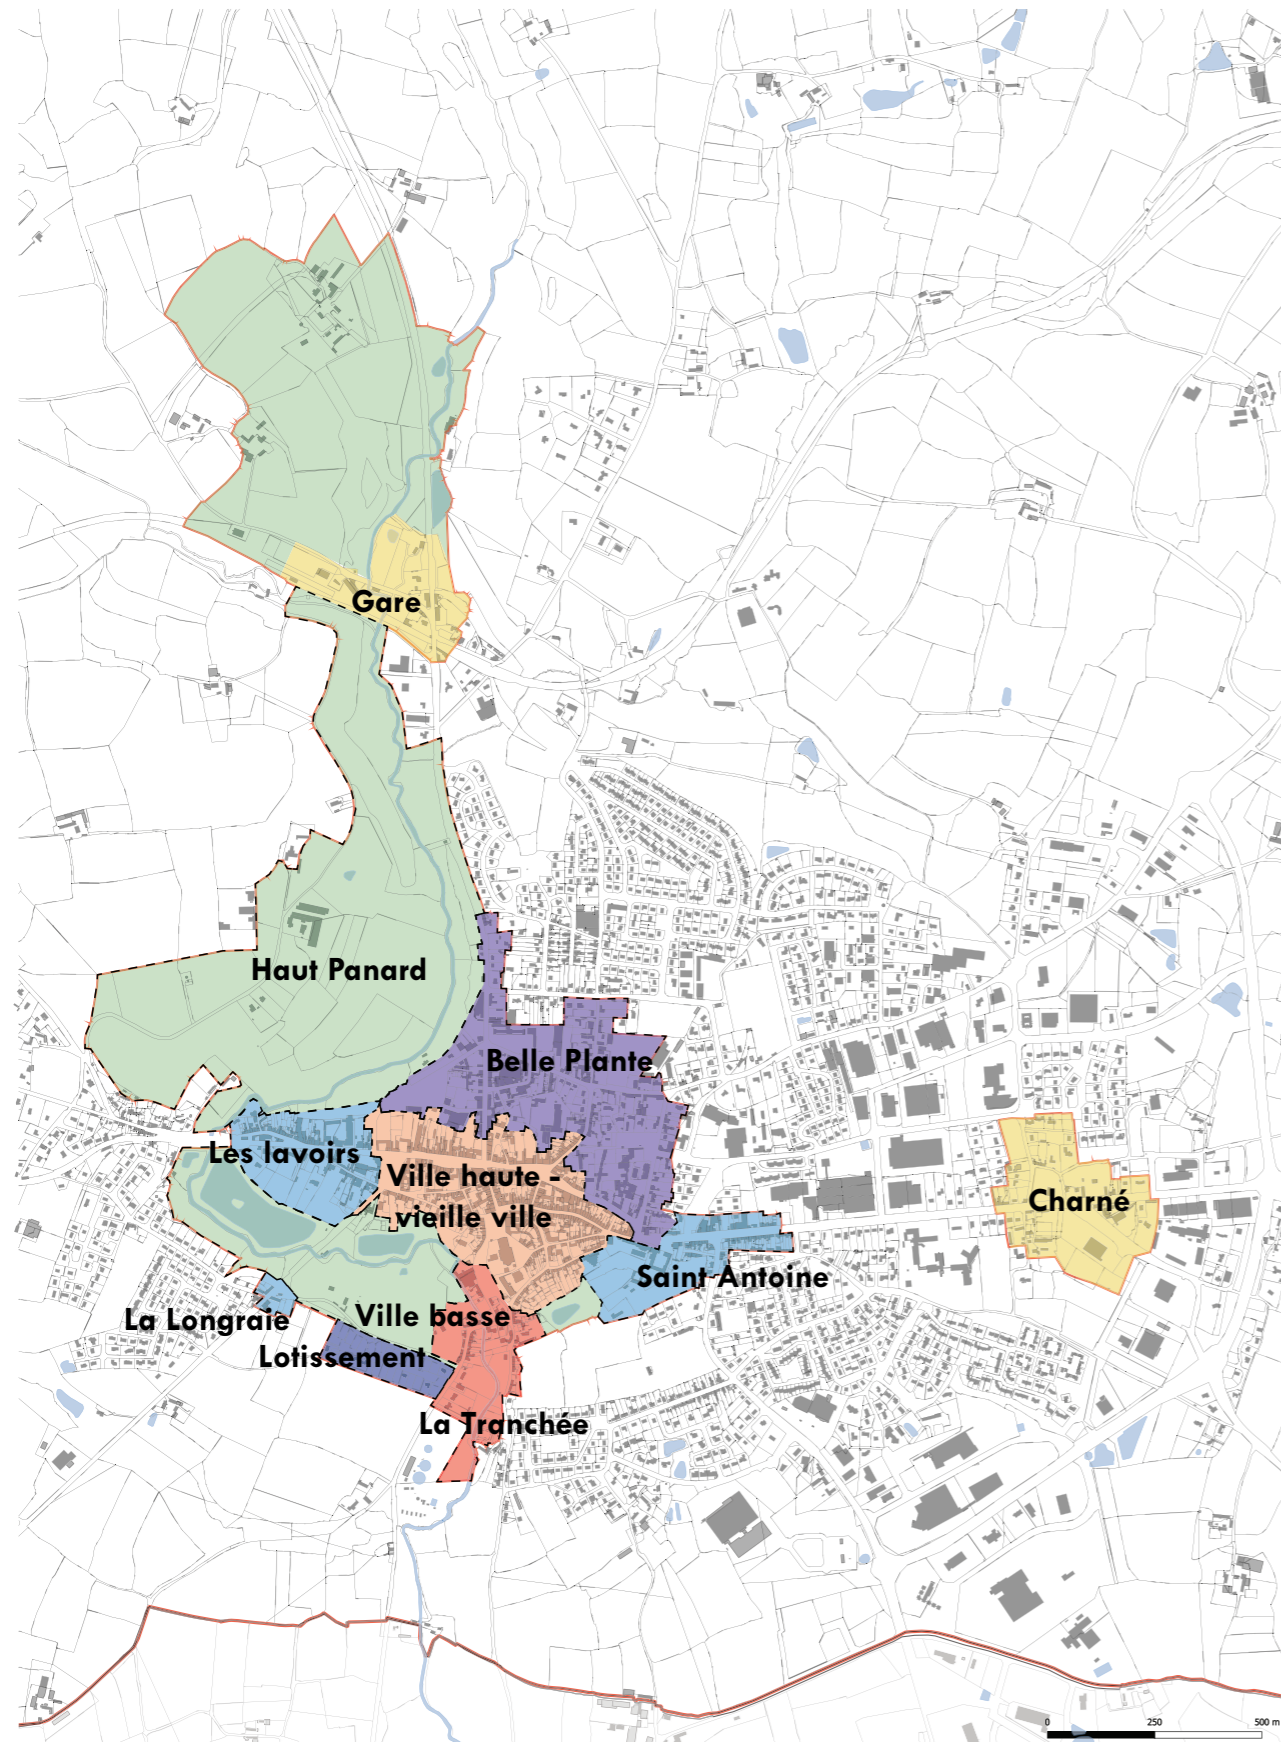 Gare
Haut Panard
Belle Plante
Les lavoirs
Ville haute -
vieille ville
Charné
Saint Antoine
La Longraie
Ville basse
Lotissement
La Tranchée
0 250 500 m